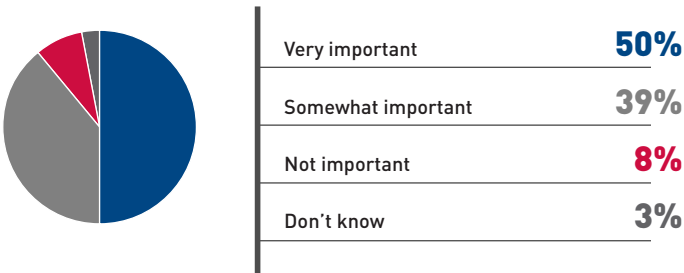 Very important 50%
Somewhat important 39%
Not important 8%
Don’t know 3%